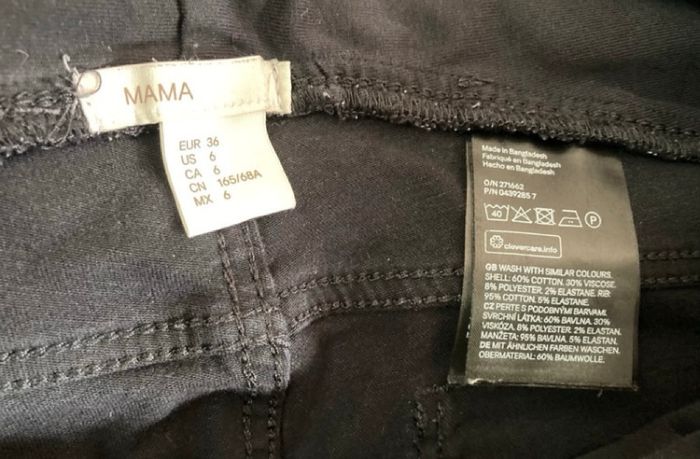 MAMA
EUR 36
US 6
CA 6
CN 165/68A
MX 6
Made in Bangladesh
Fabriqué en Bangladesh
Hecho en Bangladesh
O/N 271662
P/N 0439285 7
40
P
clevercare.info
GB WASH WITH SIMILAR COLOURS.
SHELL: 60% COTTON. 30% VISCOSE.
8% POLYESTER. 2% ELASTANE. RIB:
95% COTTON. 5% ELASTANE.
CZ PERTE S PODOBNÝMI BARVAMI.
SVRCHNÍ LÁTKA: 60% BAVLNA. 30%
VISKÓZA. 8% POLYESTER. 2% ELASTAN.
MANŽETA: 95% BAVLNA. 5% ELASTAN.
DE MIT ÄHNLICHEN FARBEN WASCHEN.
OBERMATERIAL: 60% BAUMWOLLE.